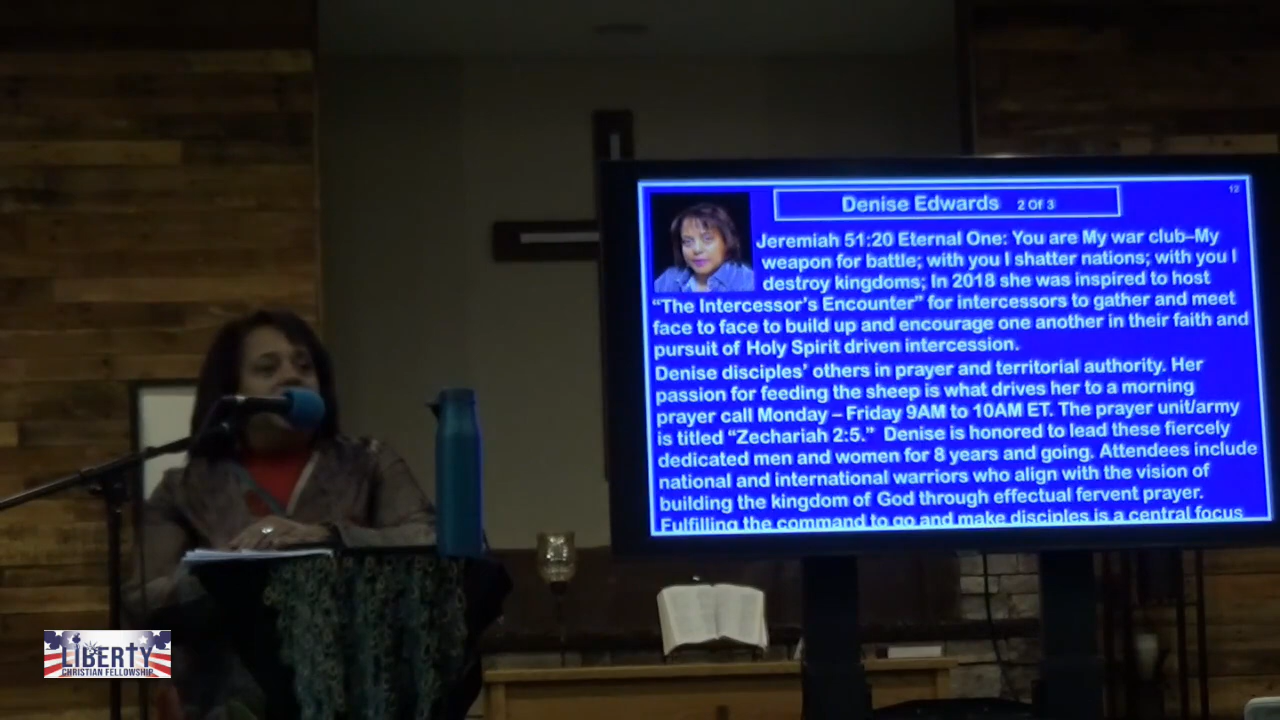 12
Denise Edwards 2 Of 3
Jeremiah 51:20 Eternal One: You are My war club–My
weapon for battle; with you I shatter nations; with you I
destroy kingdoms; In 2018 she was inspired to host
“The Intercessor’s Encounter” for intercessors to gather and meet
face to face to build up and encourage one another in their faith and
pursuit of Holy Spirit driven intercession.
Denise disciples’ others in prayer and territorial authority. Her
passion for feeding the sheep is what drives her to a morning
prayer call Monday – Friday 9AM to 10AM ET. The prayer unit/army
is titled “Zechariah 2:5.” Denise is honored to lead these fiercely
dedicated men and women for 8 years and going. Attendees include
national and international warriors who align with the vision of
building the kingdom of God through effectual fervent prayer.
Fulfilling the command to go and make disciples is a central focus
LIBERTY
CHRISTIAN FELLOWSHIP